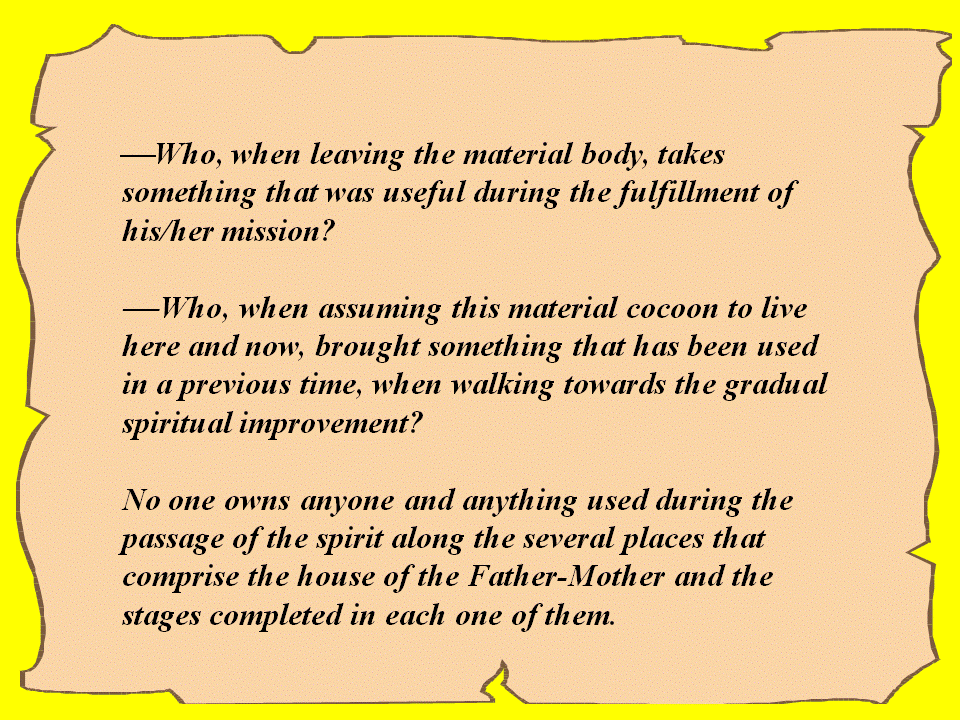 —Who, when leaving the material body, takes
something that was useful during the fulfillment of
his/her mission?
—Who, when assuming this material cocoon to live
here and now, brought something that has been used
in a previous time, when walking towards the gradual
spiritual improvement?
No one owns anyone and anything used during the
passage of the spirit along the several places that
comprise the house of the Father-Mother and the
stages completed in each one of them.